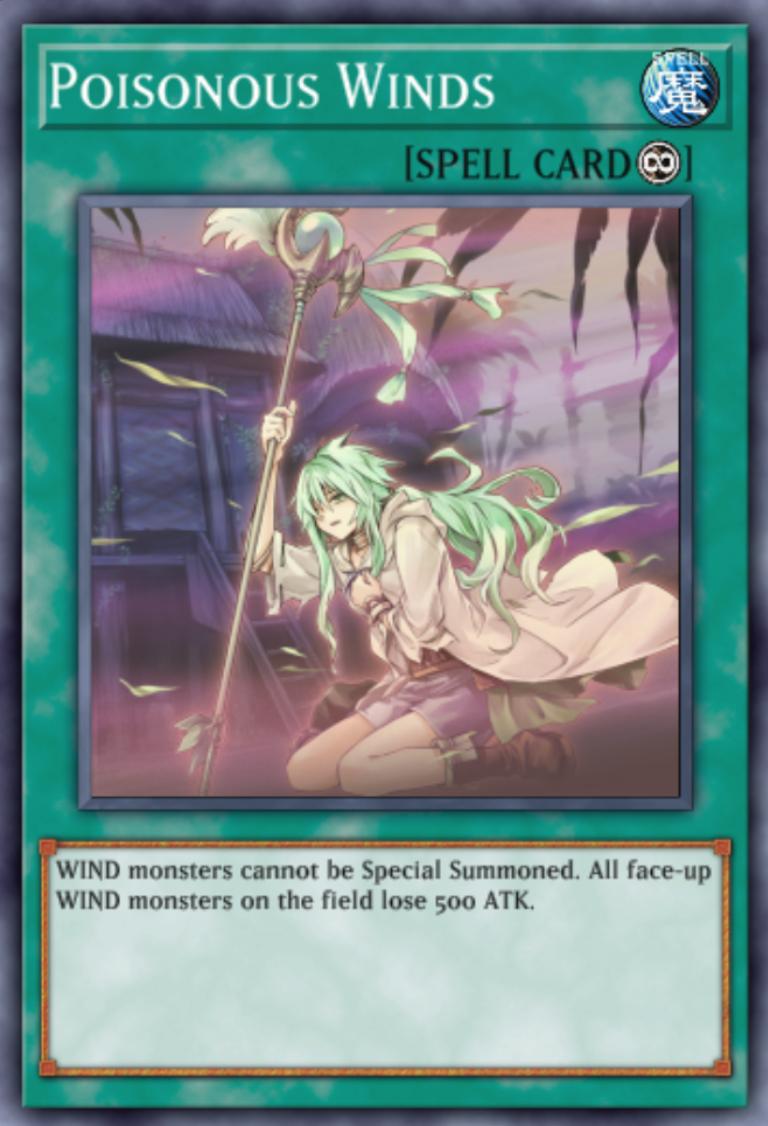 POISONOUS WINDS
SPELL
魔
[SPELL CARD]
WIND monsters cannot be Special Summoned. All face-up
WIND monsters on the field lose 500 ATK.